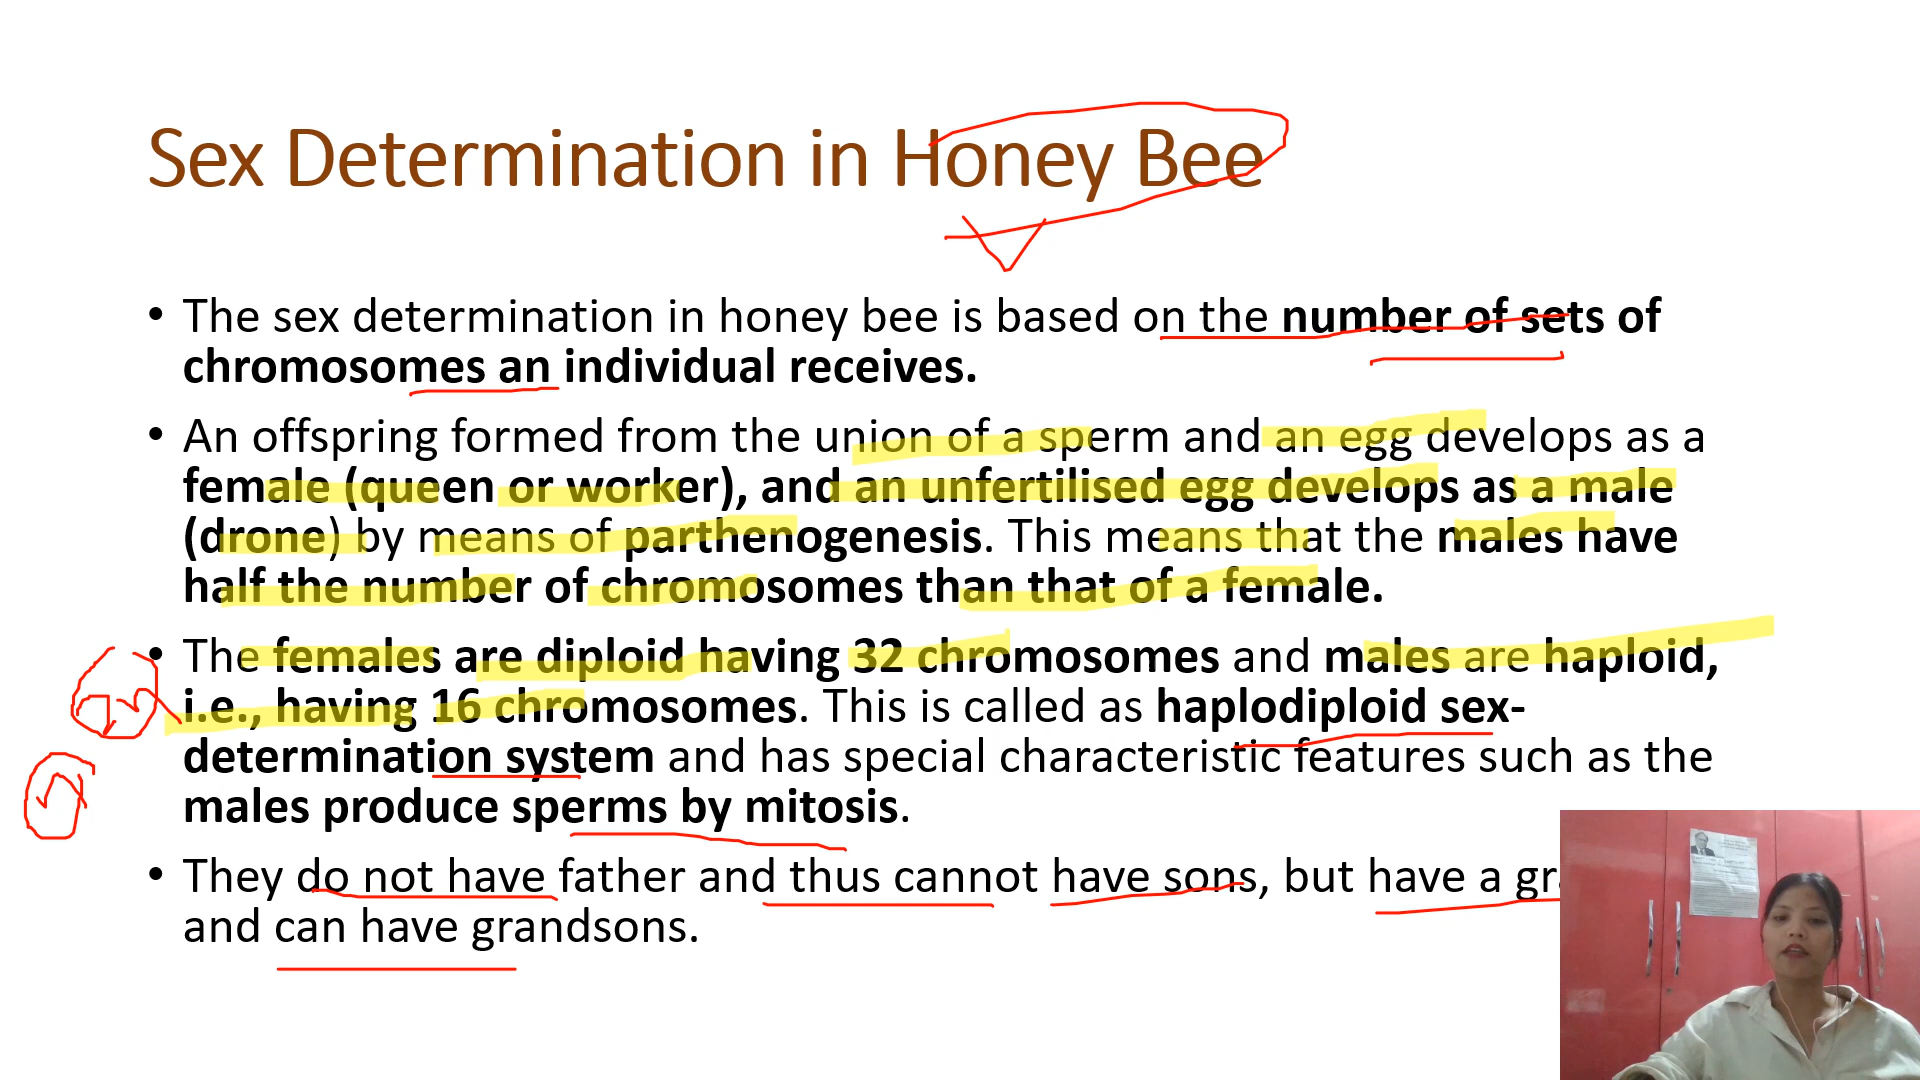 Sex Determination in Honey Bee
• The sex determination in honey bee is based on the number of sets of
chromosomes an individual receives.
• An offspring formed from the union of a sperm and an egg develops as a
female (queen or worker), and an unfertilised egg develops as a male
(drone) by means of parthenogenesis. This means that the males have
half the number of chromosomes than that of a female.
• The females are diploid having 32 chromosomes and males are haploid,
i.e., having 16 chromosomes. This is called as haplodiploid sex-
determination system and has special characteristic features such as the
males produce sperms by mitosis.
• They do not have father and thus cannot have sons, but have a
and can have grandsons.